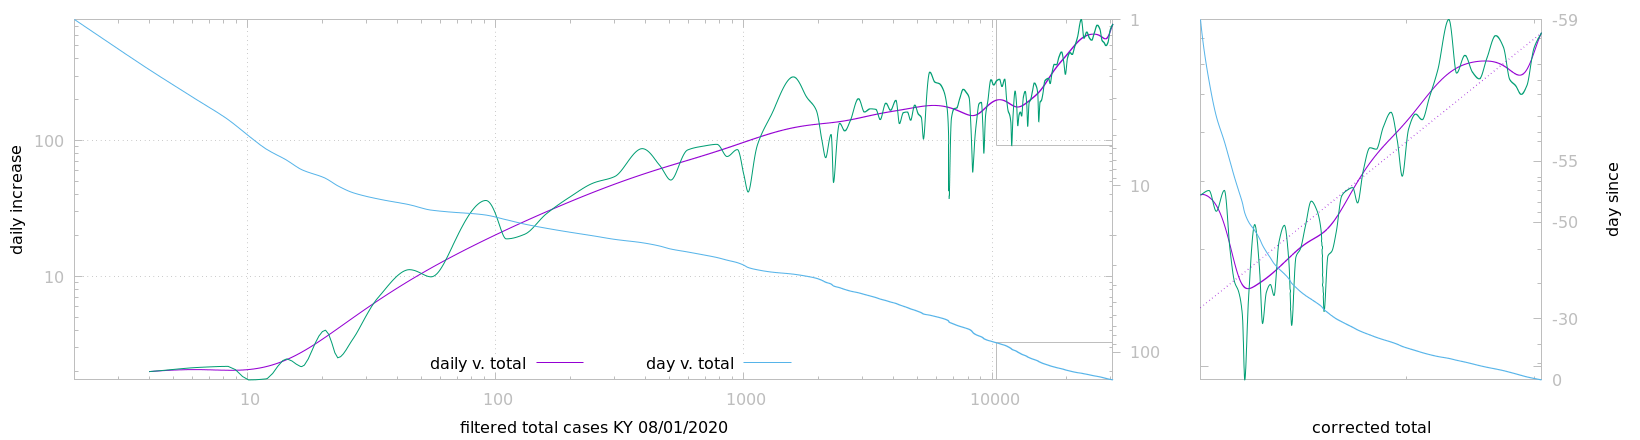 daily increase
100
10
daily v. total
day v. total
10
100
1000
10000
filtered total cases KY 08/01/2020
1
10
100
-59
-55
-50
-30
0
day since
corrected total